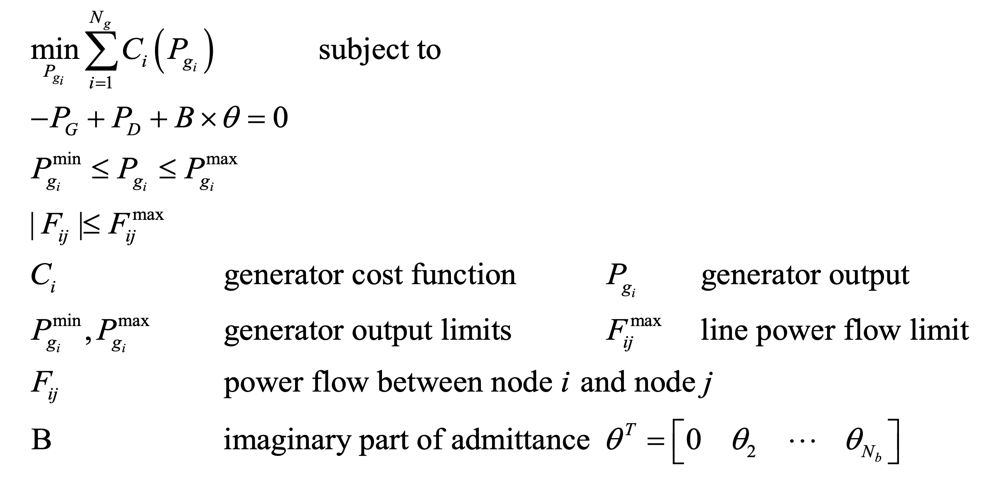 $\min_{P_{g_i}} \sum_{i=1}^{N_g} C_i \left( P_{g_i} \right)$ subject to
$-P_G + P_D + B \times \theta = 0$
$P_{g_i}^{\min} \leq P_{g_i} \leq P_{g_i}^{\max}$
$| F_{ij} | \leq F_{ij}^{\max}$
$C_i$ generator cost function $P_{g_i}$ generator output
$P_{g_i}^{\min}, P_{g_i}^{\max}$ generator output limits $F_{ij}^{\max}$ line power flow limit
$F_{ij}$ power flow between node $i$ and node $j$
B imaginary part of admittance $\theta^T = \begin{bmatrix} 0 & \theta_2 & \cdots & \theta_{N_b} \end{bmatrix}$